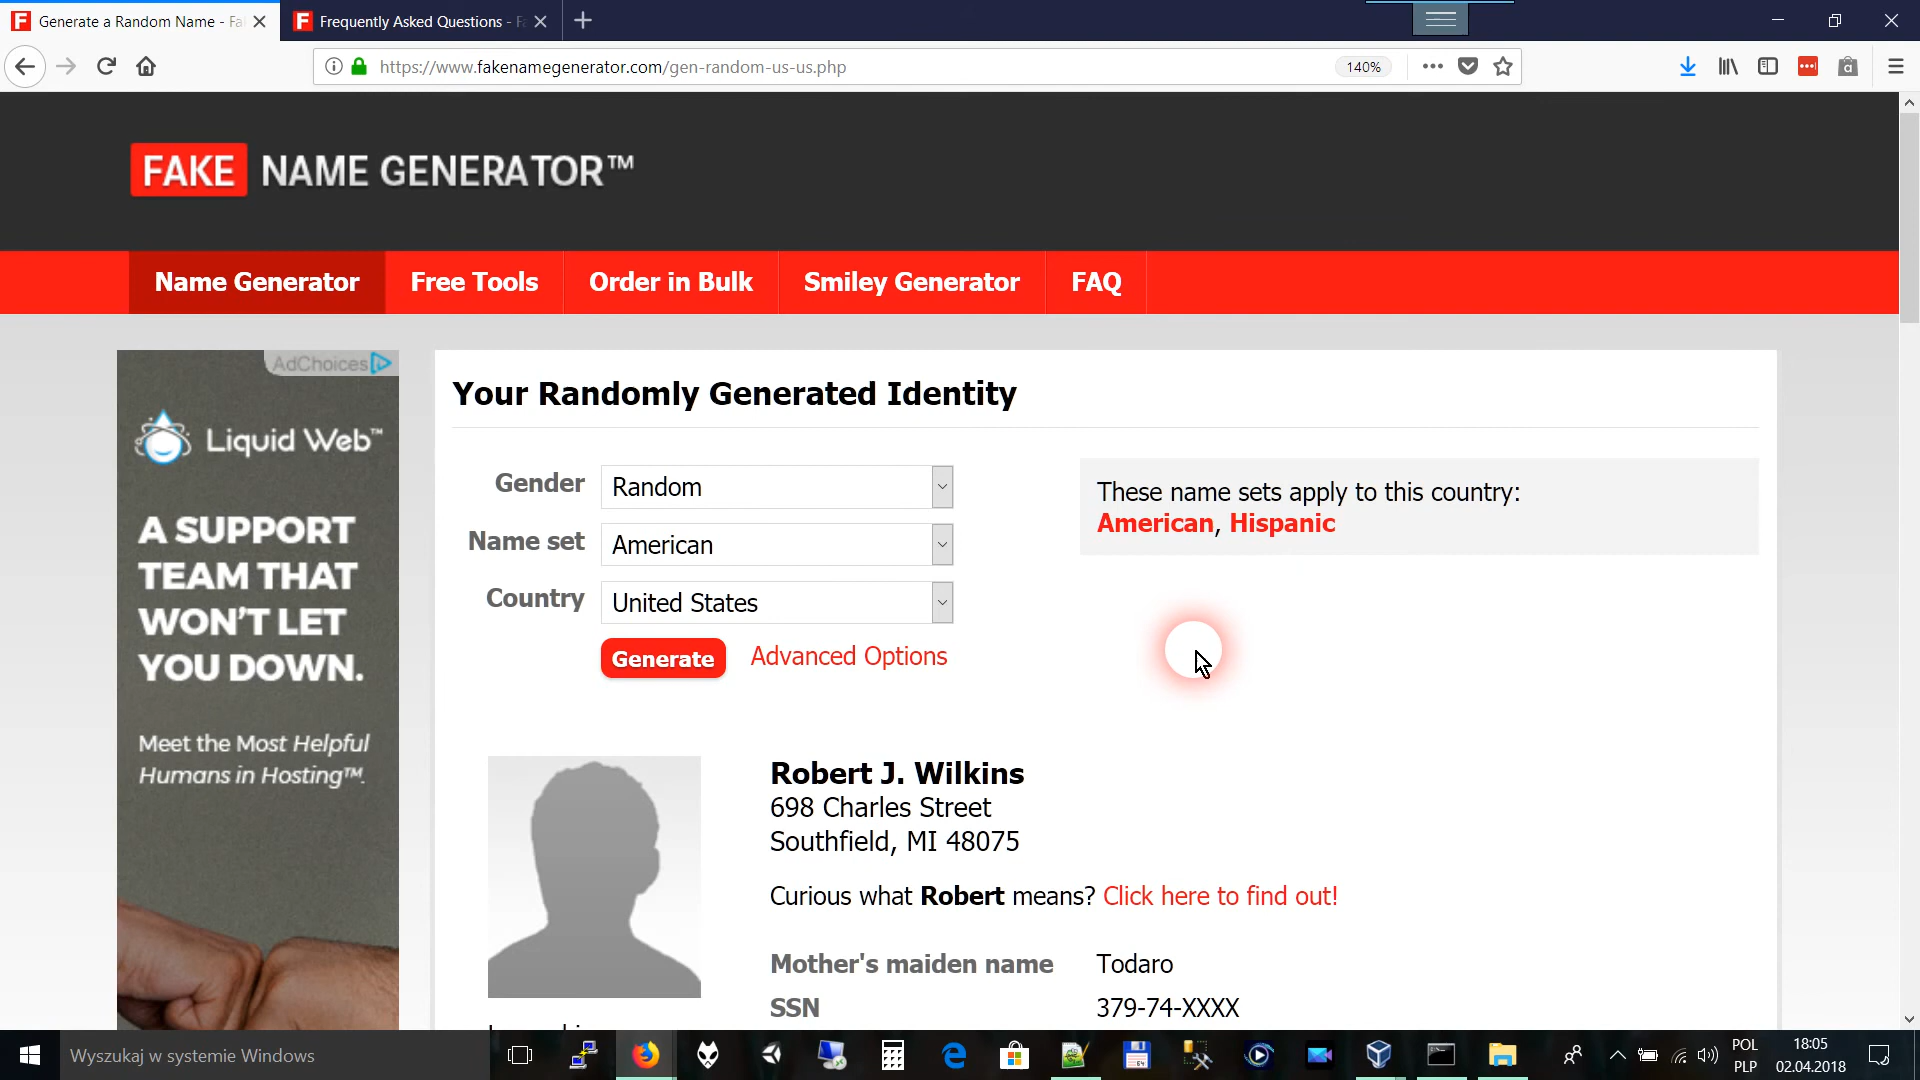 Generate a Random Name - Fa
Frequently Asked Questions - F
https://www.fakenamegenerator.com/gen-random-us-us.php
140%
FAKE NAME GENERATOR™
Name Generator
Free Tools
Order in Bulk
Smiley Generator
FAQ
AdChoices
Liquid Web™
A SUPPORT
TEAM THAT
WON'T LET
YOU DOWN.
Meet the Most Helpful
Humans in Hosting™.
Your Randomly Generated Identity
Gender
Random
Name set
American
Country
United States
Generate
Advanced Options
These name sets apply to this country:
American, Hispanic
Robert J. Wilkins
698 Charles Street
Southfield, MI 48075
Curious what Robert means? Click here to find out!
Mother's maiden name
Todaro
SSN
379-74-XXXX
Wyszukaj w systemie Windows
POL
PLP
18:05
02.04.2018